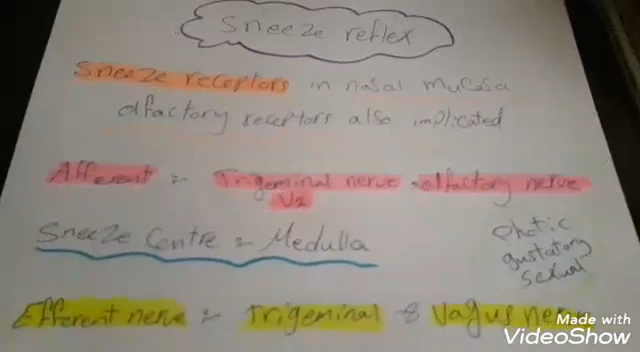 Sneeze reflex
Sneeze receptors in nasal mucosa
olfactory receptors also implicated
Afferent :- Trigeminal nerve, olfactory nerve
V2
Sneeze Centre :- Medulla
photic
gustatory
sexual
Efferent nerve :- Trigeminal & Vagus nerve
Made with
VideoShow